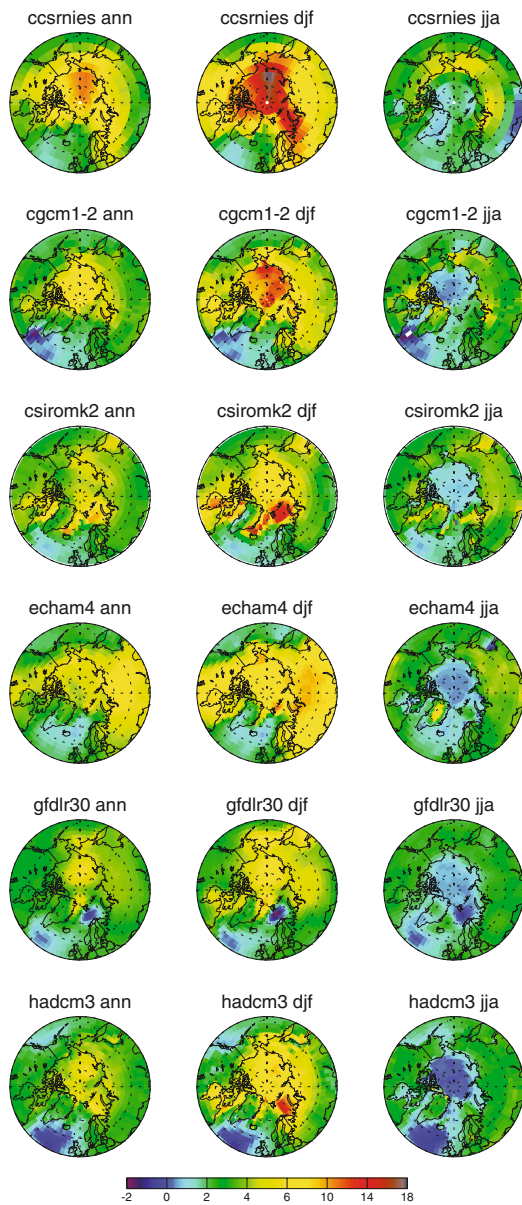 ccsrnies ann
ccsrnies djf
ccsrnies jja
cgcm1-2 ann
cgcm1-2 djf
cgcm1-2 jja
csiromk2 ann
csiromk2 djf
csiromk2 jja
echam4 ann
echam4 djf
echam4 jja
gfdlr30 ann
gfdlr30 djf
gfdlr30 jja
hadcm3 ann
hadcm3 djf
hadcm3 jja
-2 0 2 4 6 10 14 18